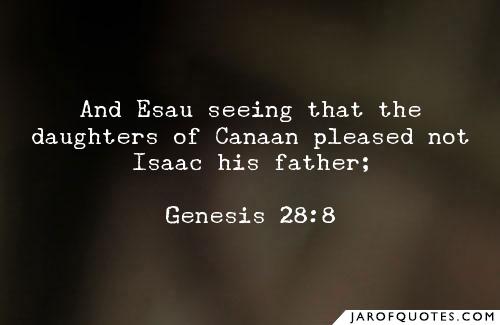 And Esau seeing that the
daughters of Canaan pleased not
Isaac his father;
Genesis 28:8
JAROFQUOTES.COM